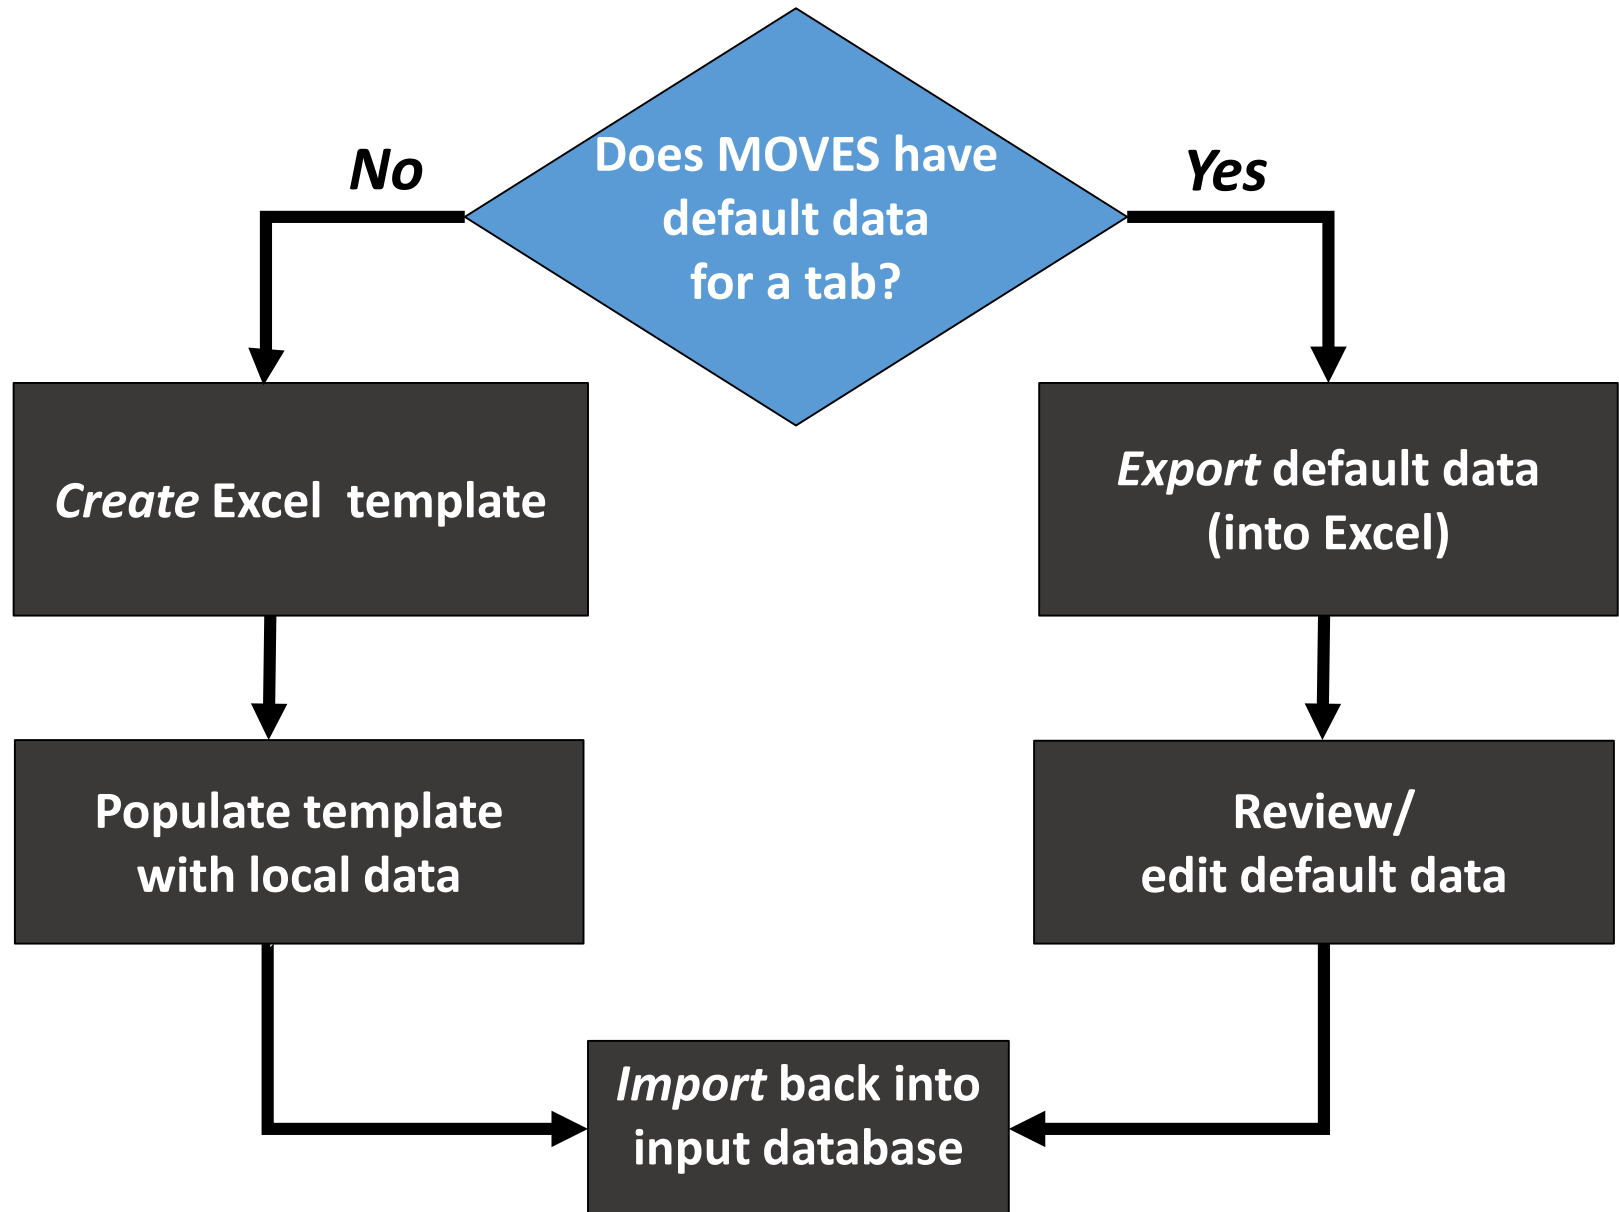 Does MOVES have
default data
for a tab?
No
Yes
Create Excel template
Export default data
(into Excel)
Populate template
with local data
Review/
edit default data
Import back into
input database